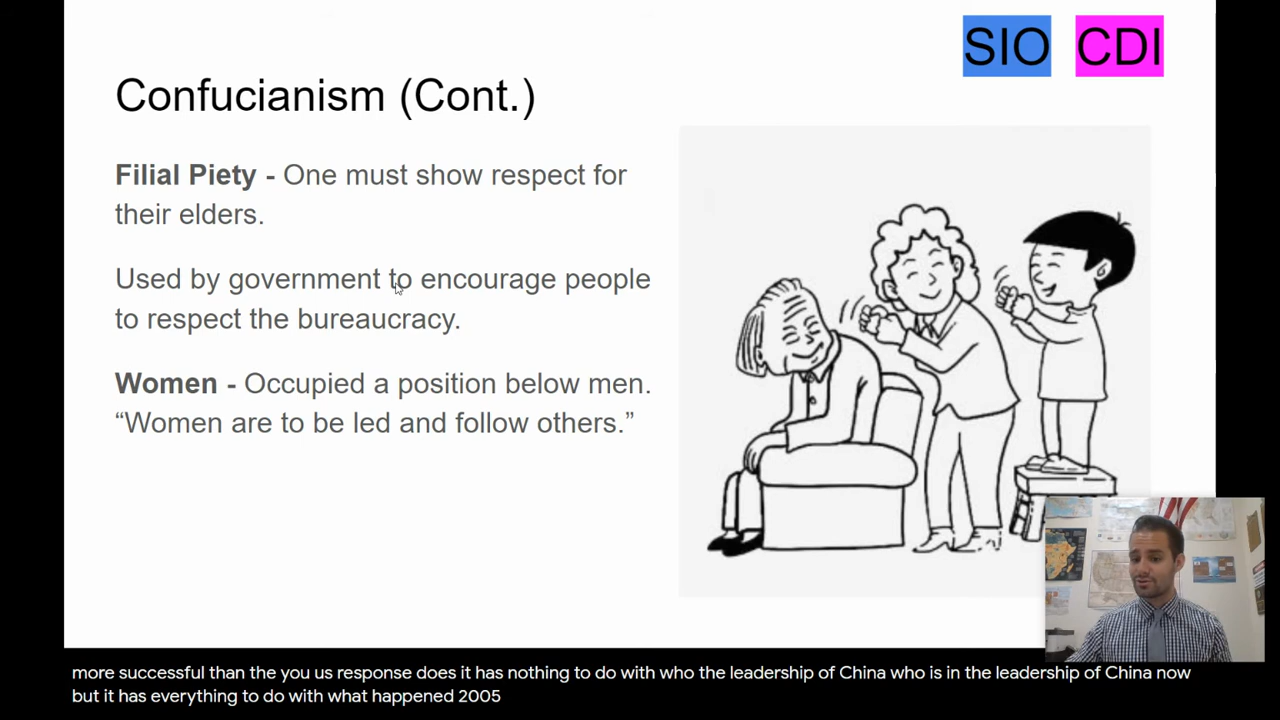 SIO CDI
Confucianism (Cont.)
Filial Piety - One must show respect for
their elders.
Used by government to encourage people
to respect the bureaucracy.
Women - Occupied a position below men.
“Women are to be led and follow others.”
more successful than the you us response does it has nothing to do with who the leadership of China who is in the leadership of China now
but it has everything to do with what happened 2005